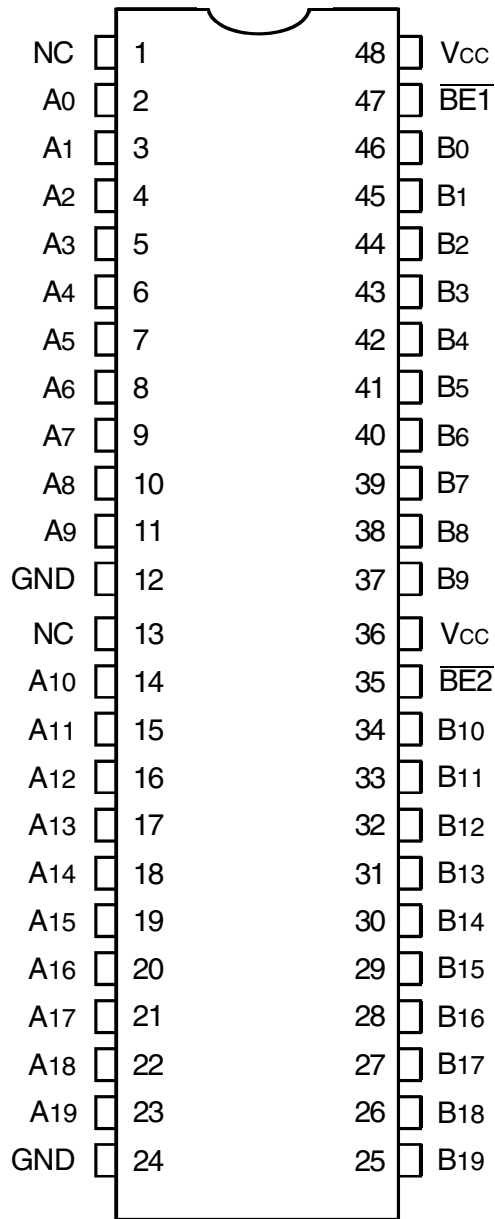 NC 1 48 VCC
A0 2 47 B̅E̅1̅
A1 3 46 B0
A2 4 45 B1
A3 5 44 B2
A4 6 43 B3
A5 7 42 B4
A6 8 41 B5
A7 9 40 B6
A8 10 39 B7
A9 11 38 B8
GND 12 37 B9
NC 13 36 VCC
A10 14 35 B̅E̅2̅
A11 15 34 B10
A12 16 33 B11
A13 17 32 B12
A14 18 31 B13
A15 19 30 B14
A16 20 29 B15
A17 21 28 B16
A18 22 27 B17
A19 23 26 B18
GND 24 25 B19